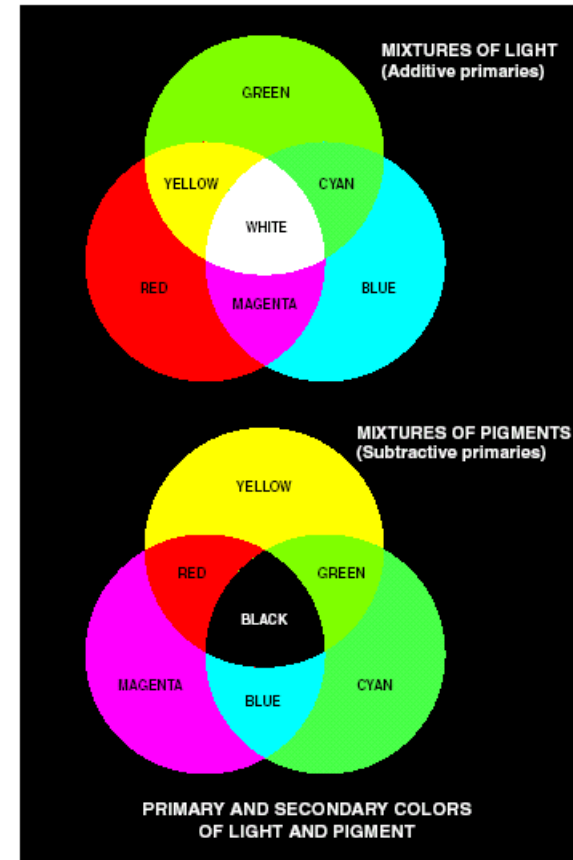 MIXTURES OF LIGHT
(Additive primaries)
GREEN
YELLOW
CYAN
WHITE
RED
BLUE
MAGENTA
MIXTURES OF PIGMENTS
(Subtractive primaries)
YELLOW
RED
GREEN
BLACK
MAGENTA
CYAN
BLUE
PRIMARY AND SECONDARY COLORS
OF LIGHT AND PIGMENT